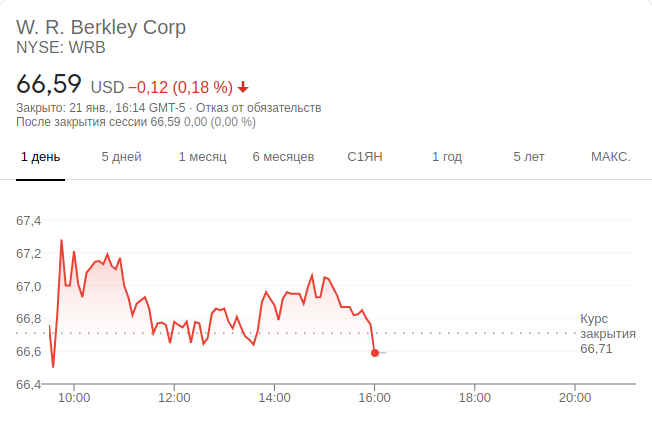 W. R. Berkley Corp
NYSE: WRB
66,59 USD −0,12 (0,18 %)
Закрыто: 21 янв., 16:14 GMT-5 · Отказ от обязательств
После закрытия сессии 66,59 0,00 (0,00 %)
1 день 5 дней 1 месяц 6 месяцев С1ЯН 1 год 5 лет МАКС.
67,4
67,2
67,0
66,8
66,6
66,4
Курс
закрытия
66,71
10:00 12:00 14:00 16:00 18:00 20:00